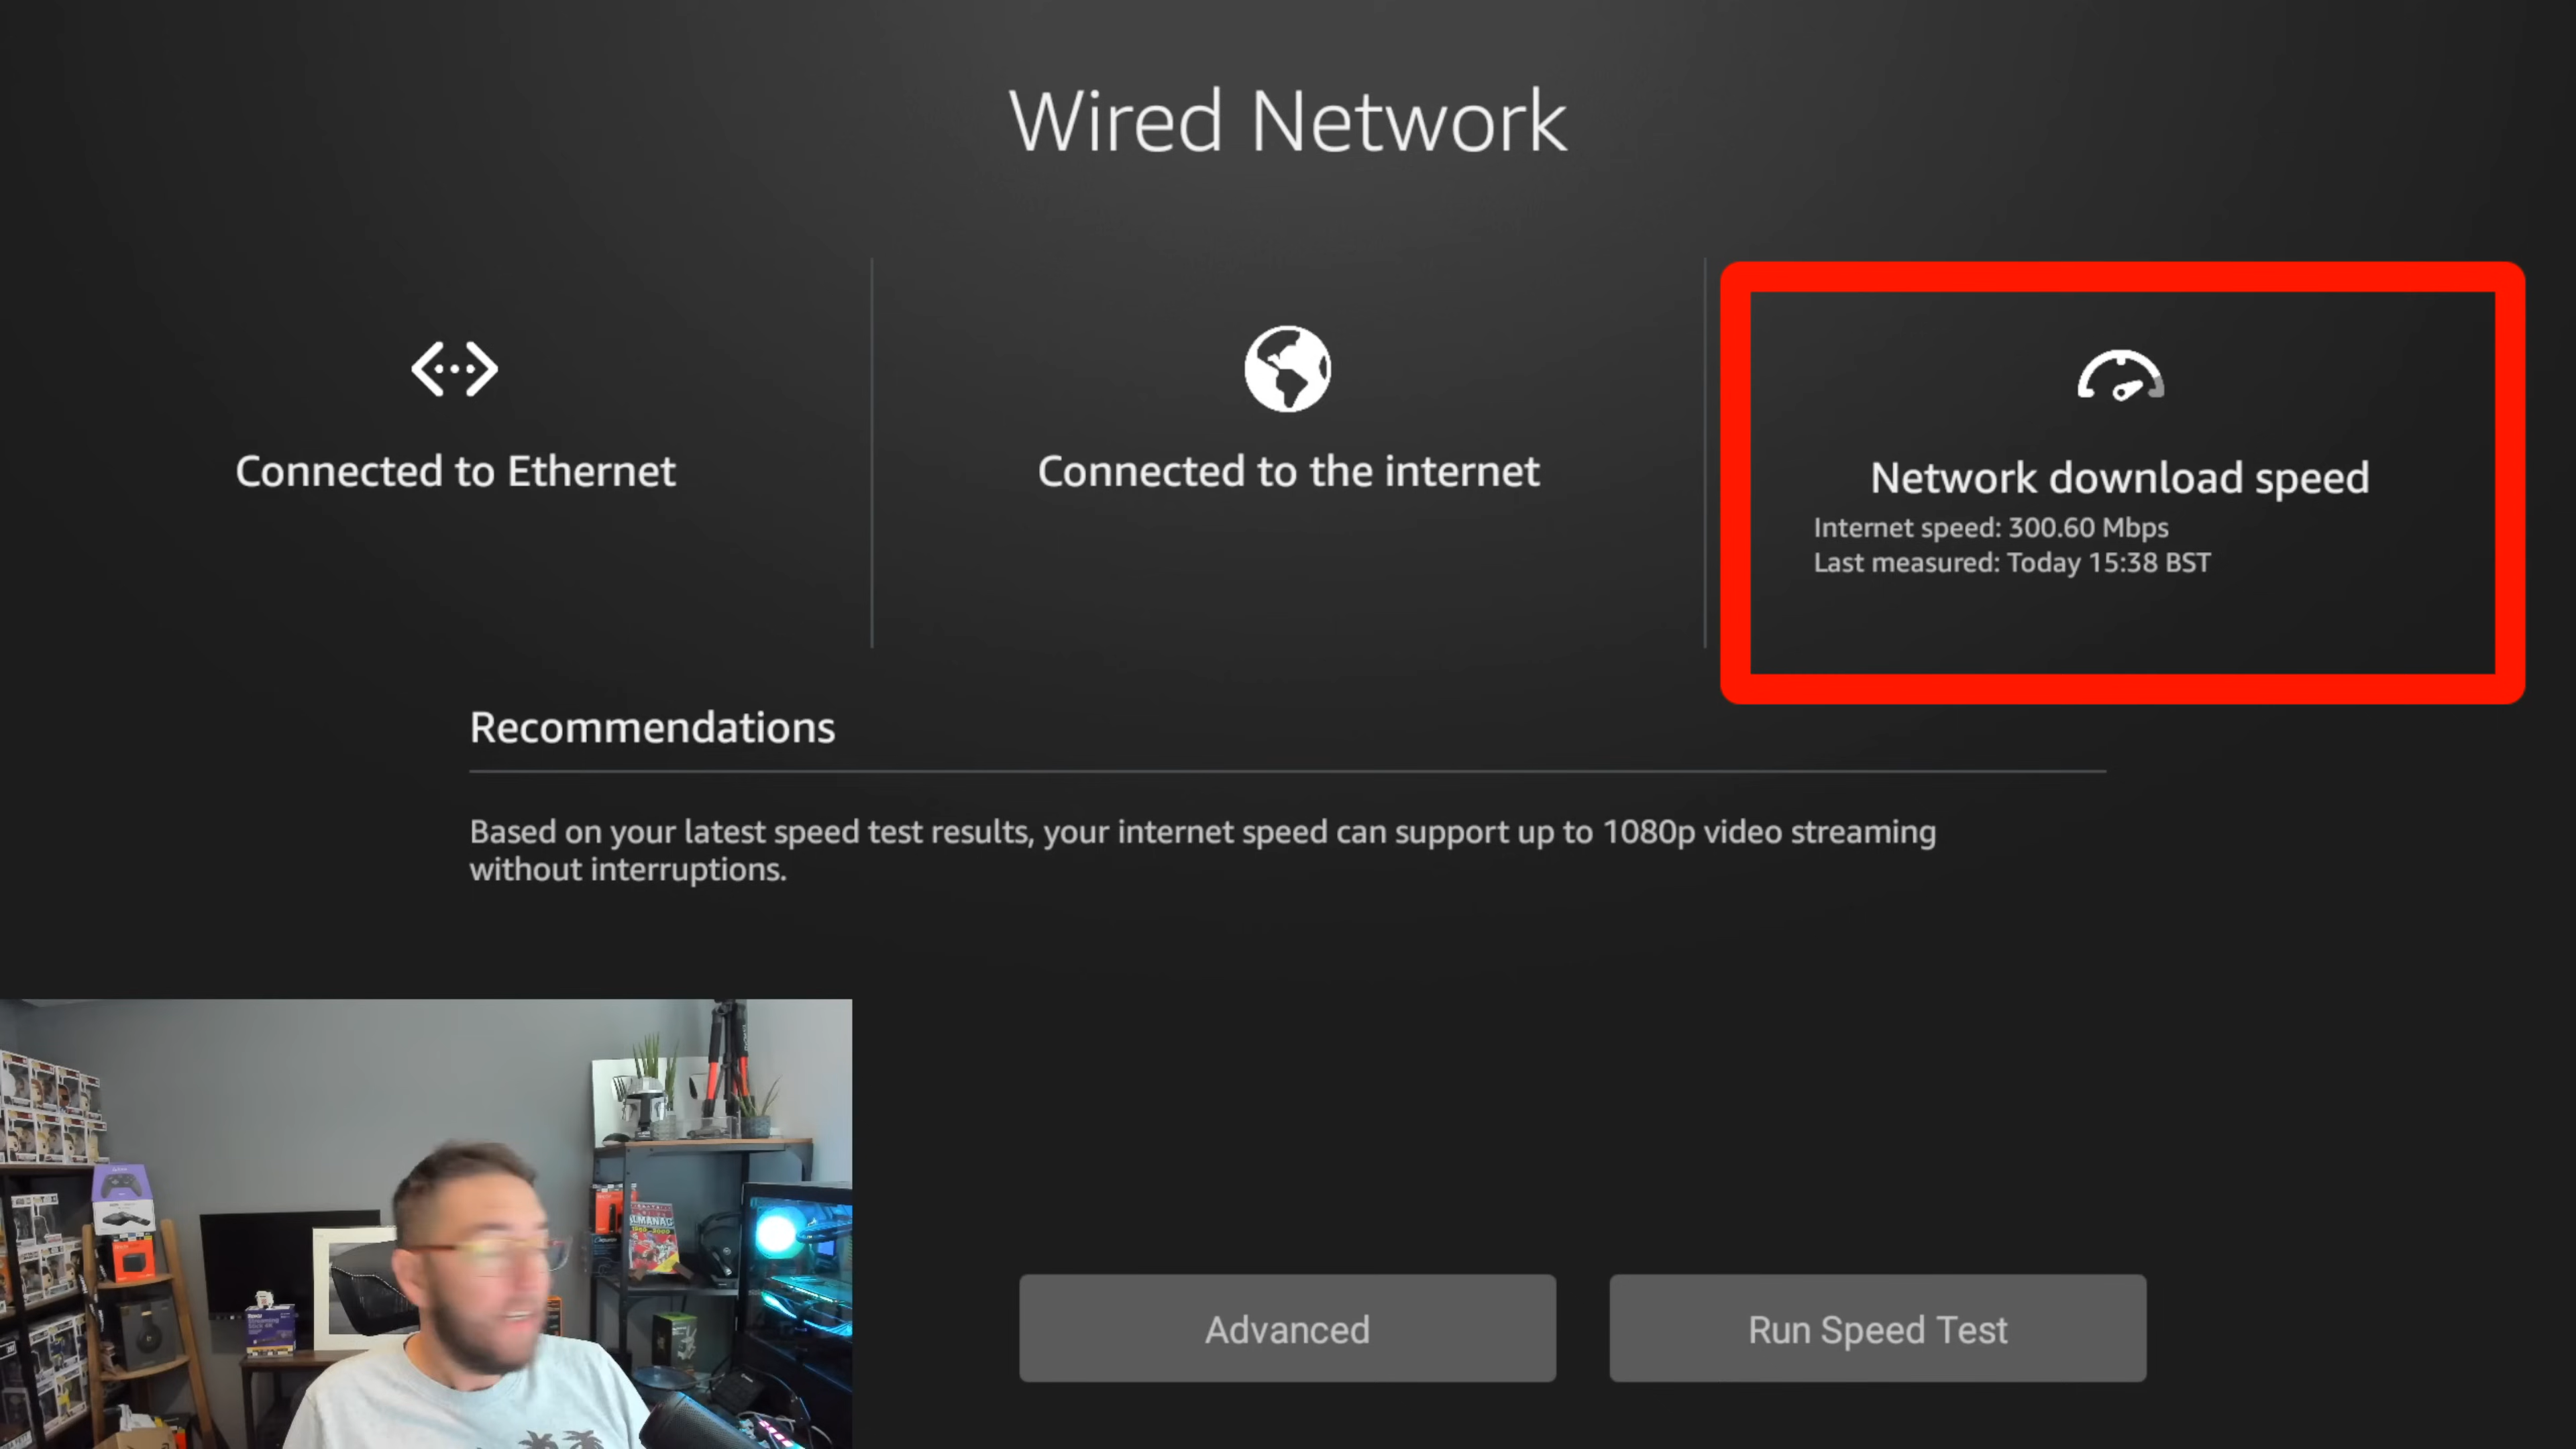 Wired Network
Connected to Ethernet
Connected to the internet
Network download speed
Internet speed: 300.60 Mbps
Last measured: Today 15:38 BST
Recommendations
Based on your latest speed test results, your internet speed can support up to 1080p video streaming
without interruptions.
ALMANAC
Advanced
Run Speed Test